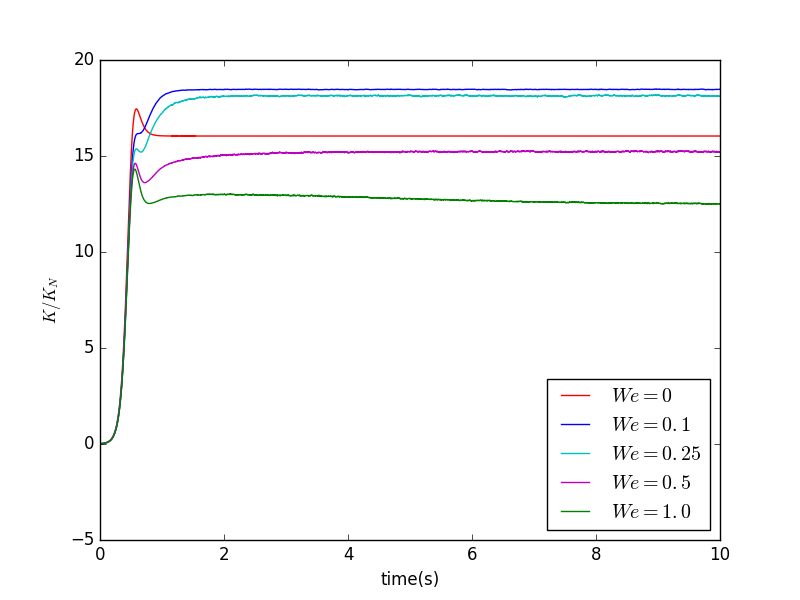 20
15
10
5
0
−5
K/K_N
0 2 4 6 8 10
time(s)
We = 0
We = 0.1
We = 0.25
We = 0.5
We = 1.0